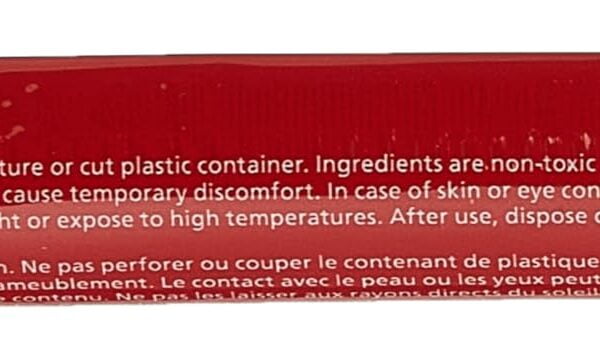 ture or cut plastic container. Ingredients are non-toxic
cause temporary discomfort. In case of skin or eye con
ht or expose to high temperatures. After use, dispose o
n. Ne pas perforer ou couper le contenant de plastique
ameublement. Le contact avec le peau ou les yeux peut
contenu. Ne pas les laisser aux rayons directs du soleil